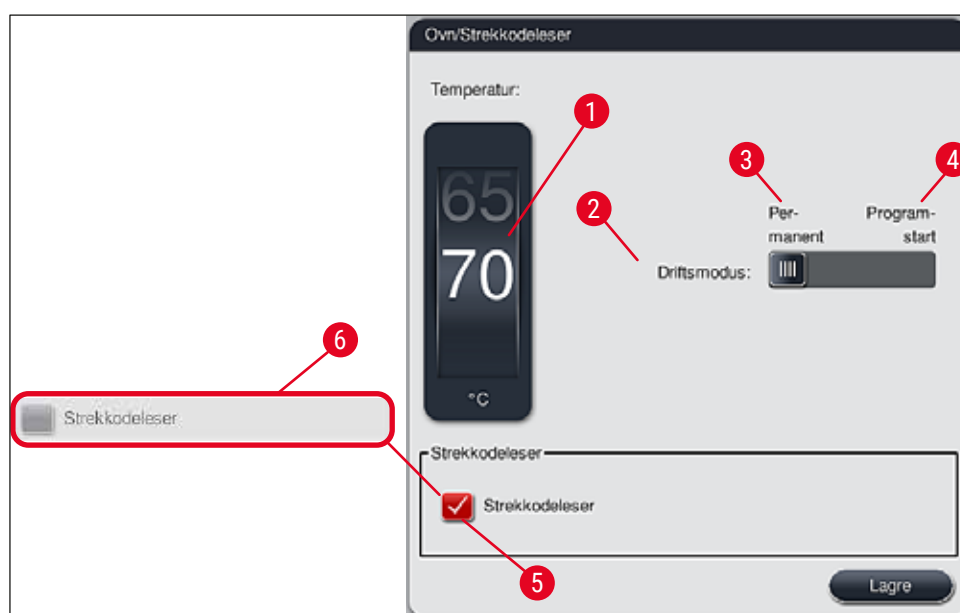 Ovn/Strekkodeleser
Temperatur:
1
3
4
65
2
Per-
manent
Program-
start
70
Driftsmodus:
6
°C
Strekkodeleser
Strekkodeleser
Strekkodeleser
5
Lagre